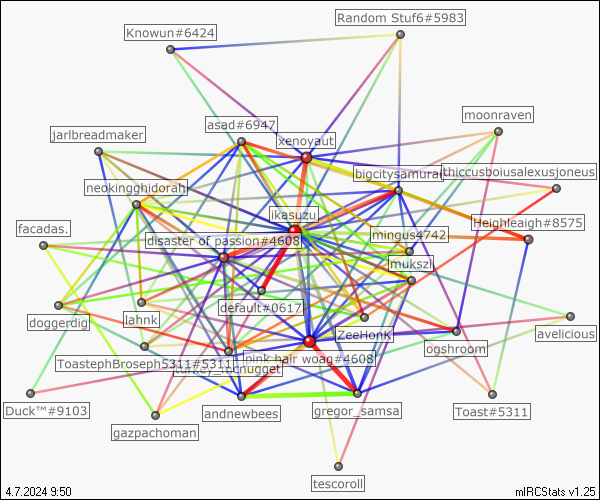 Random Stuf6#5983
Knowun#6424
moonraven
asad#6947
jarlbreadmaker
xenoyaut
bigcitysamurai
thiccusboiusalexusjoneus
neokingghidorah
ikasuzu
Heighleaigh#8575
facadas.
mingus4742
disaster of passion#4608
mukszl
default#0617
doggerdig
lahnk
ZeeHonK
avelicious
ogshroom
ToastephBroseph5311#5311
pink hair woag#4608
Duck™#9103
andnewbees
gregor_samsa
Toast#5311
gazpachoman
tescoroll
4.7.2024 9:50
mIRCStats v1.25